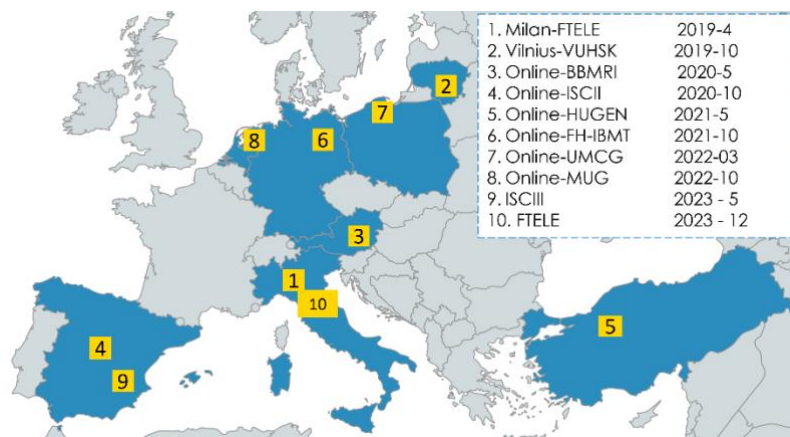 1. Milan-FTELE 2019-4
2. Vilnius-VUHSK 2019-10
3. Online-BBMRI 2020-5
4. Online-ISCII 2020-10
5. Online-HUGEN 2021-5
6. Online-FH-IBMT 2021-10
7. Online-UMCG 2022-03
8. Online-MUG 2022-10
9. ISCIII 2023 - 5
10. FTELE 2023 - 12
2
7
8
6
3
1
10
4
9
5